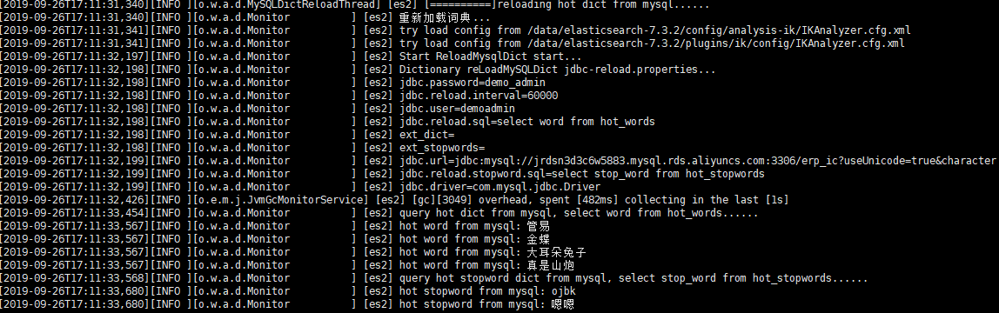 [2019-09-26T17:11:31,340][INFO ][o.w.a.d.MySQLDictReloadThread] [es2] [==========]reloading hot dict from mysql......
[2019-09-26T17:11:31,340][INFO ][o.w.a.d.Monitor          ] [es2] 重新加载词典...
[2019-09-26T17:11:31,341][INFO ][o.w.a.d.Monitor          ] [es2] try load config from /data/elasticsearch-7.3.2/config/analysis-ik/IKAnalyzer.cfg.xml
[2019-09-26T17:11:31,341][INFO ][o.w.a.d.Monitor          ] [es2] try load config from /data/elasticsearch-7.3.2/plugins/ik/config/IKAnalyzer.cfg.xml
[2019-09-26T17:11:32,197][INFO ][o.w.a.d.Monitor          ] [es2] Start ReloadMysqlDict start...
[2019-09-26T17:11:32,198][INFO ][o.w.a.d.Monitor          ] [es2] Dictionary reLoadMySQLDict jdbc-reload.properties...
[2019-09-26T17:11:32,198][INFO ][o.w.a.d.Monitor          ] [es2] jdbc.password=demo_admin
[2019-09-26T17:11:32,198][INFO ][o.w.a.d.Monitor          ] [es2] jdbc.reload.interval=60000
[2019-09-26T17:11:32,198][INFO ][o.w.a.d.Monitor          ] [es2] jdbc.user=demoadmin
[2019-09-26T17:11:32,198][INFO ][o.w.a.d.Monitor          ] [es2] jdbc.reload.sql=select word from hot_words
[2019-09-26T17:11:32,198][INFO ][o.w.a.d.Monitor          ] [es2] ext_dict=
[2019-09-26T17:11:32,198][INFO ][o.w.a.d.Monitor          ] [es2] ext_stopwords=
[2019-09-26T17:11:32,199][INFO ][o.w.a.d.Monitor          ] [es2] jdbc.url=jdbc:mysql://jrdsn3d3c6w5883.mysql.rds.aliyuncs.com:3306/erp_ic?useUnicode=true&character
[2019-09-26T17:11:32,199][INFO ][o.w.a.d.Monitor          ] [es2] jdbc.reload.stopword.sql=select stop_word from hot_stopwords
[2019-09-26T17:11:32,199][INFO ][o.w.a.d.Monitor          ] [es2] jdbc.driver=com.mysql.jdbc.Driver
[2019-09-26T17:11:32,426][INFO ][o.e.m.j.JvmGcMonitorService] [es2] [gc][3049] overhead, spent [482ms] collecting in the last [1s]
[2019-09-26T17:11:33,454][INFO ][o.w.a.d.Monitor          ] [es2] query hot dict from mysql, select word from hot_words......
[2019-09-26T17:11:33,567][INFO ][o.w.a.d.Monitor          ] [es2] hot word from mysql: 管易
[2019-09-26T17:11:33,567][INFO ][o.w.a.d.Monitor          ] [es2] hot word from mysql: 金蝶
[2019-09-26T17:11:33,567][INFO ][o.w.a.d.Monitor          ] [es2] hot word from mysql: 大耳朵兔子
[2019-09-26T17:11:33,567][INFO ][o.w.a.d.Monitor          ] [es2] hot word from mysql: 真是山炮
[2019-09-26T17:11:33,568][INFO ][o.w.a.d.Monitor          ] [es2] query hot stopword dict from mysql, select stop_word from hot_stopwords......
[2019-09-26T17:11:33,680][INFO ][o.w.a.d.Monitor          ] [es2] hot stopword from mysql: ojbk
[2019-09-26T17:11:33,680][INFO ][o.w.a.d.Monitor          ] [es2] hot stopword from mysql: 嗯嗯